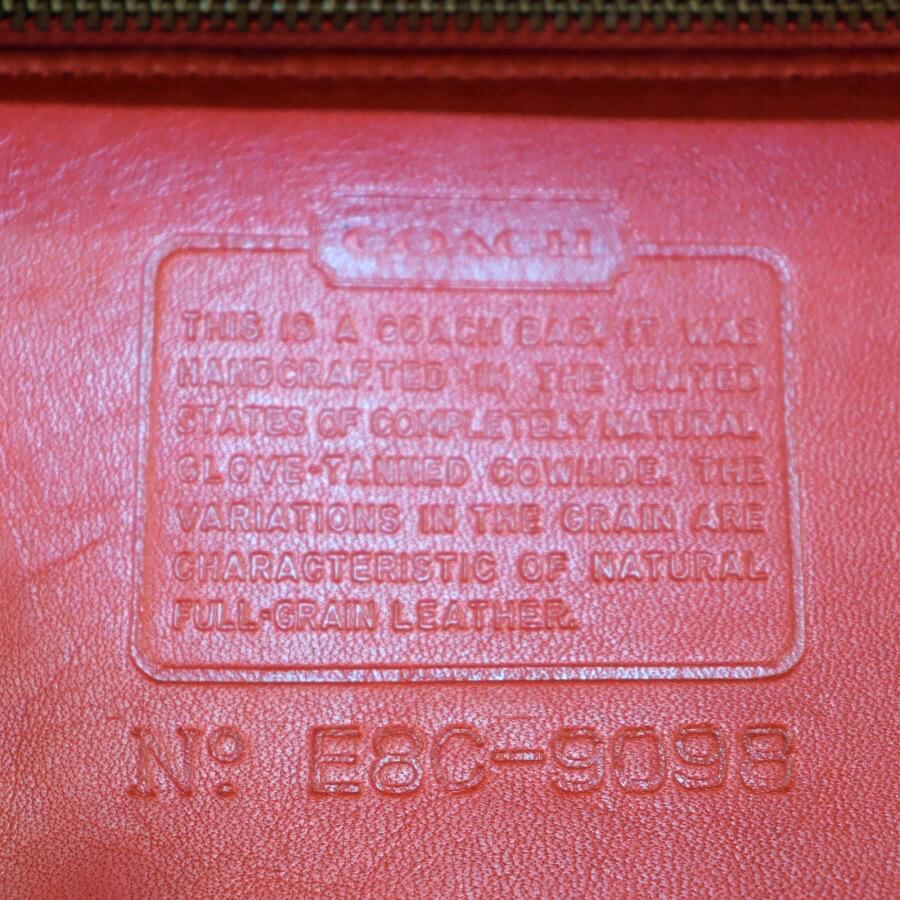 COACH
THIS IS A COACH BAG. IT WAS
HANDCRAFTED IN THE UNITED
STATES OF COMPLETELY NATURAL
GLOVE-TANNED COWHIDE. THE
VARIATIONS IN THE GRAIN ARE
CHARACTERISTIC OF NATURAL
FULL-GRAIN LEATHER.
Nº E8C-9098